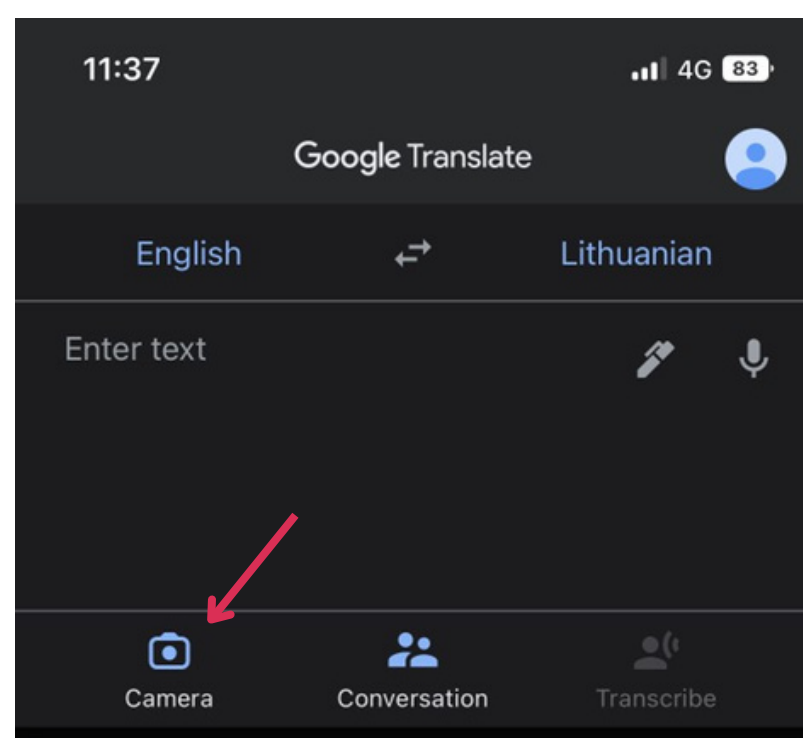 11:37 4G 83
Google Translate
English Lithuanian
Enter text
Camera Conversation Transcribe